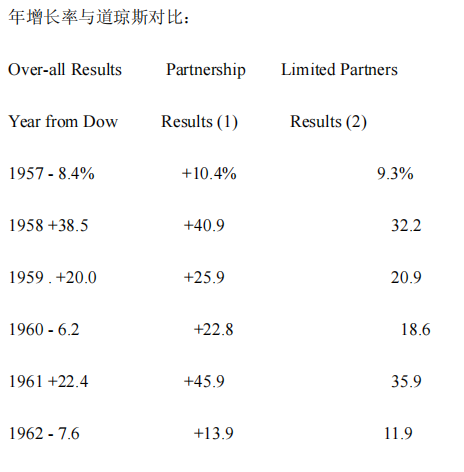 年增长率与道琼斯对比：
Over-all Results Partnership Limited Partners
Year from Dow Results (1) Results (2)
1957 - 8.4% +10.4% 9.3%
1958 +38.5 +40.9 32.2
1959 . +20.0 +25.9 20.9
1960 - 6.2 +22.8 18.6
1961 +22.4 +45.9 35.9
1962 - 7.6 +13.9 11.9